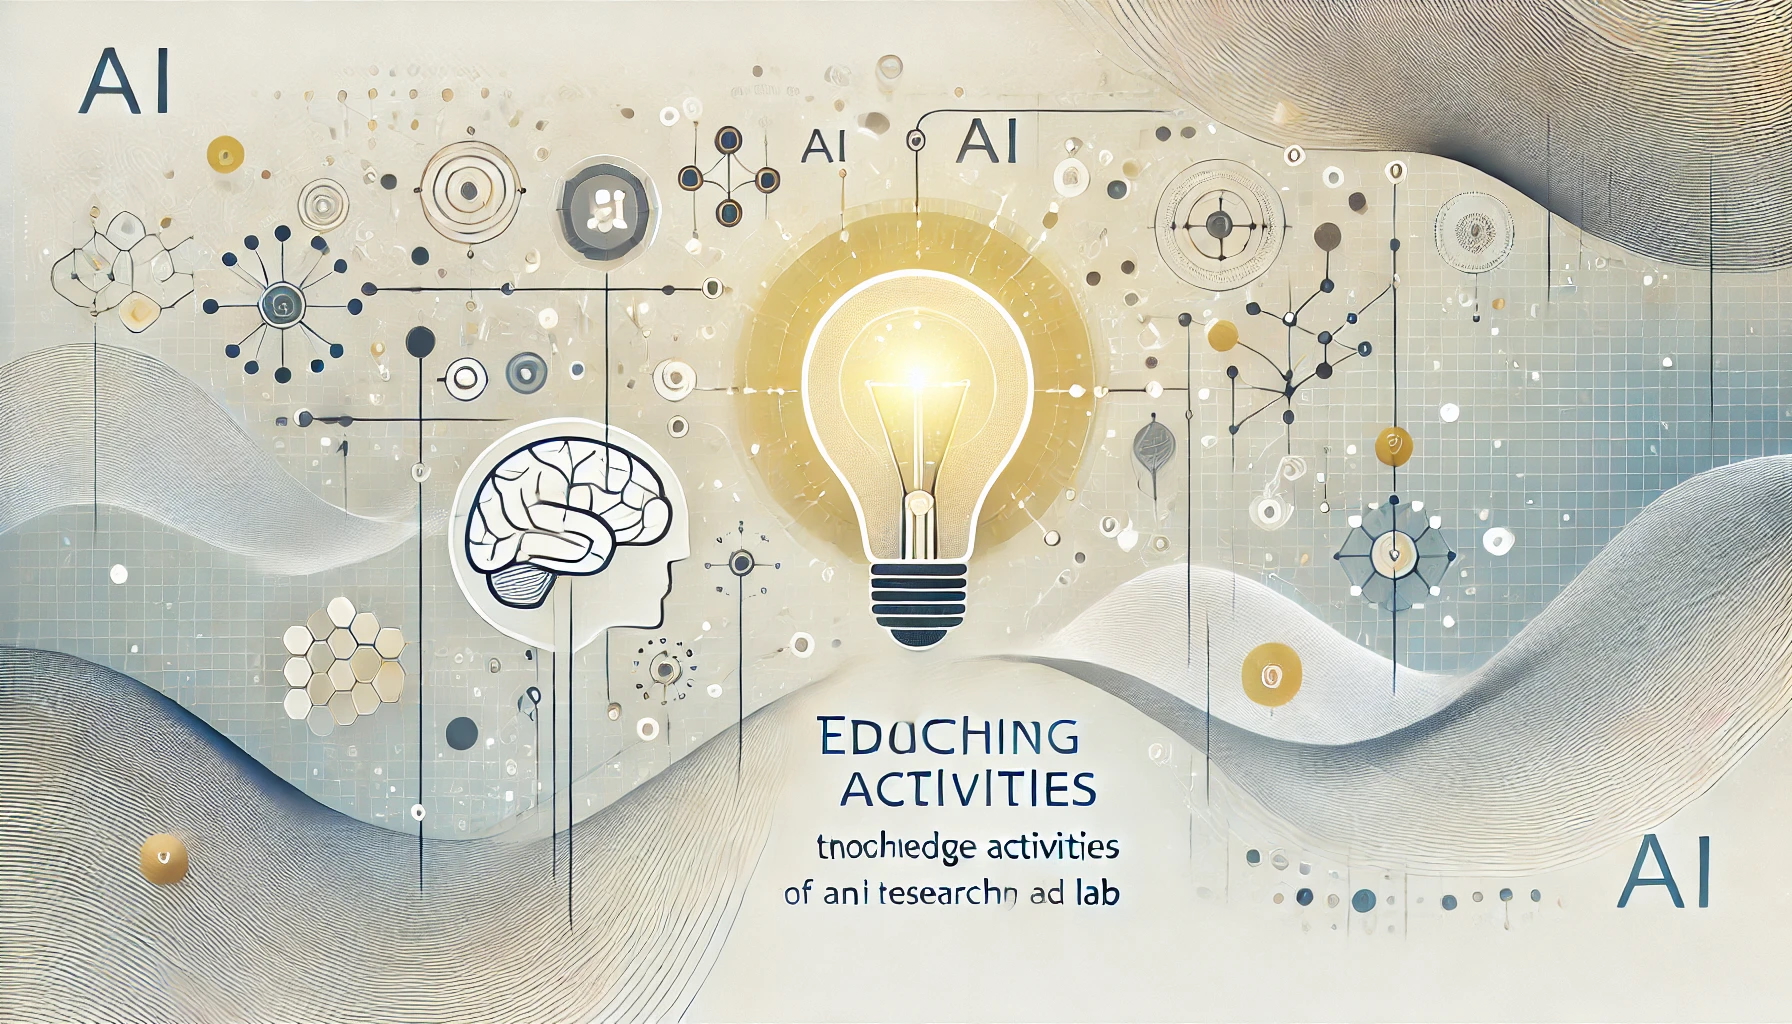 AI
AI
AI
EDUCHING
ACTIVITIES
tnochiedge activities
of ani tesearchn ad lab
AI